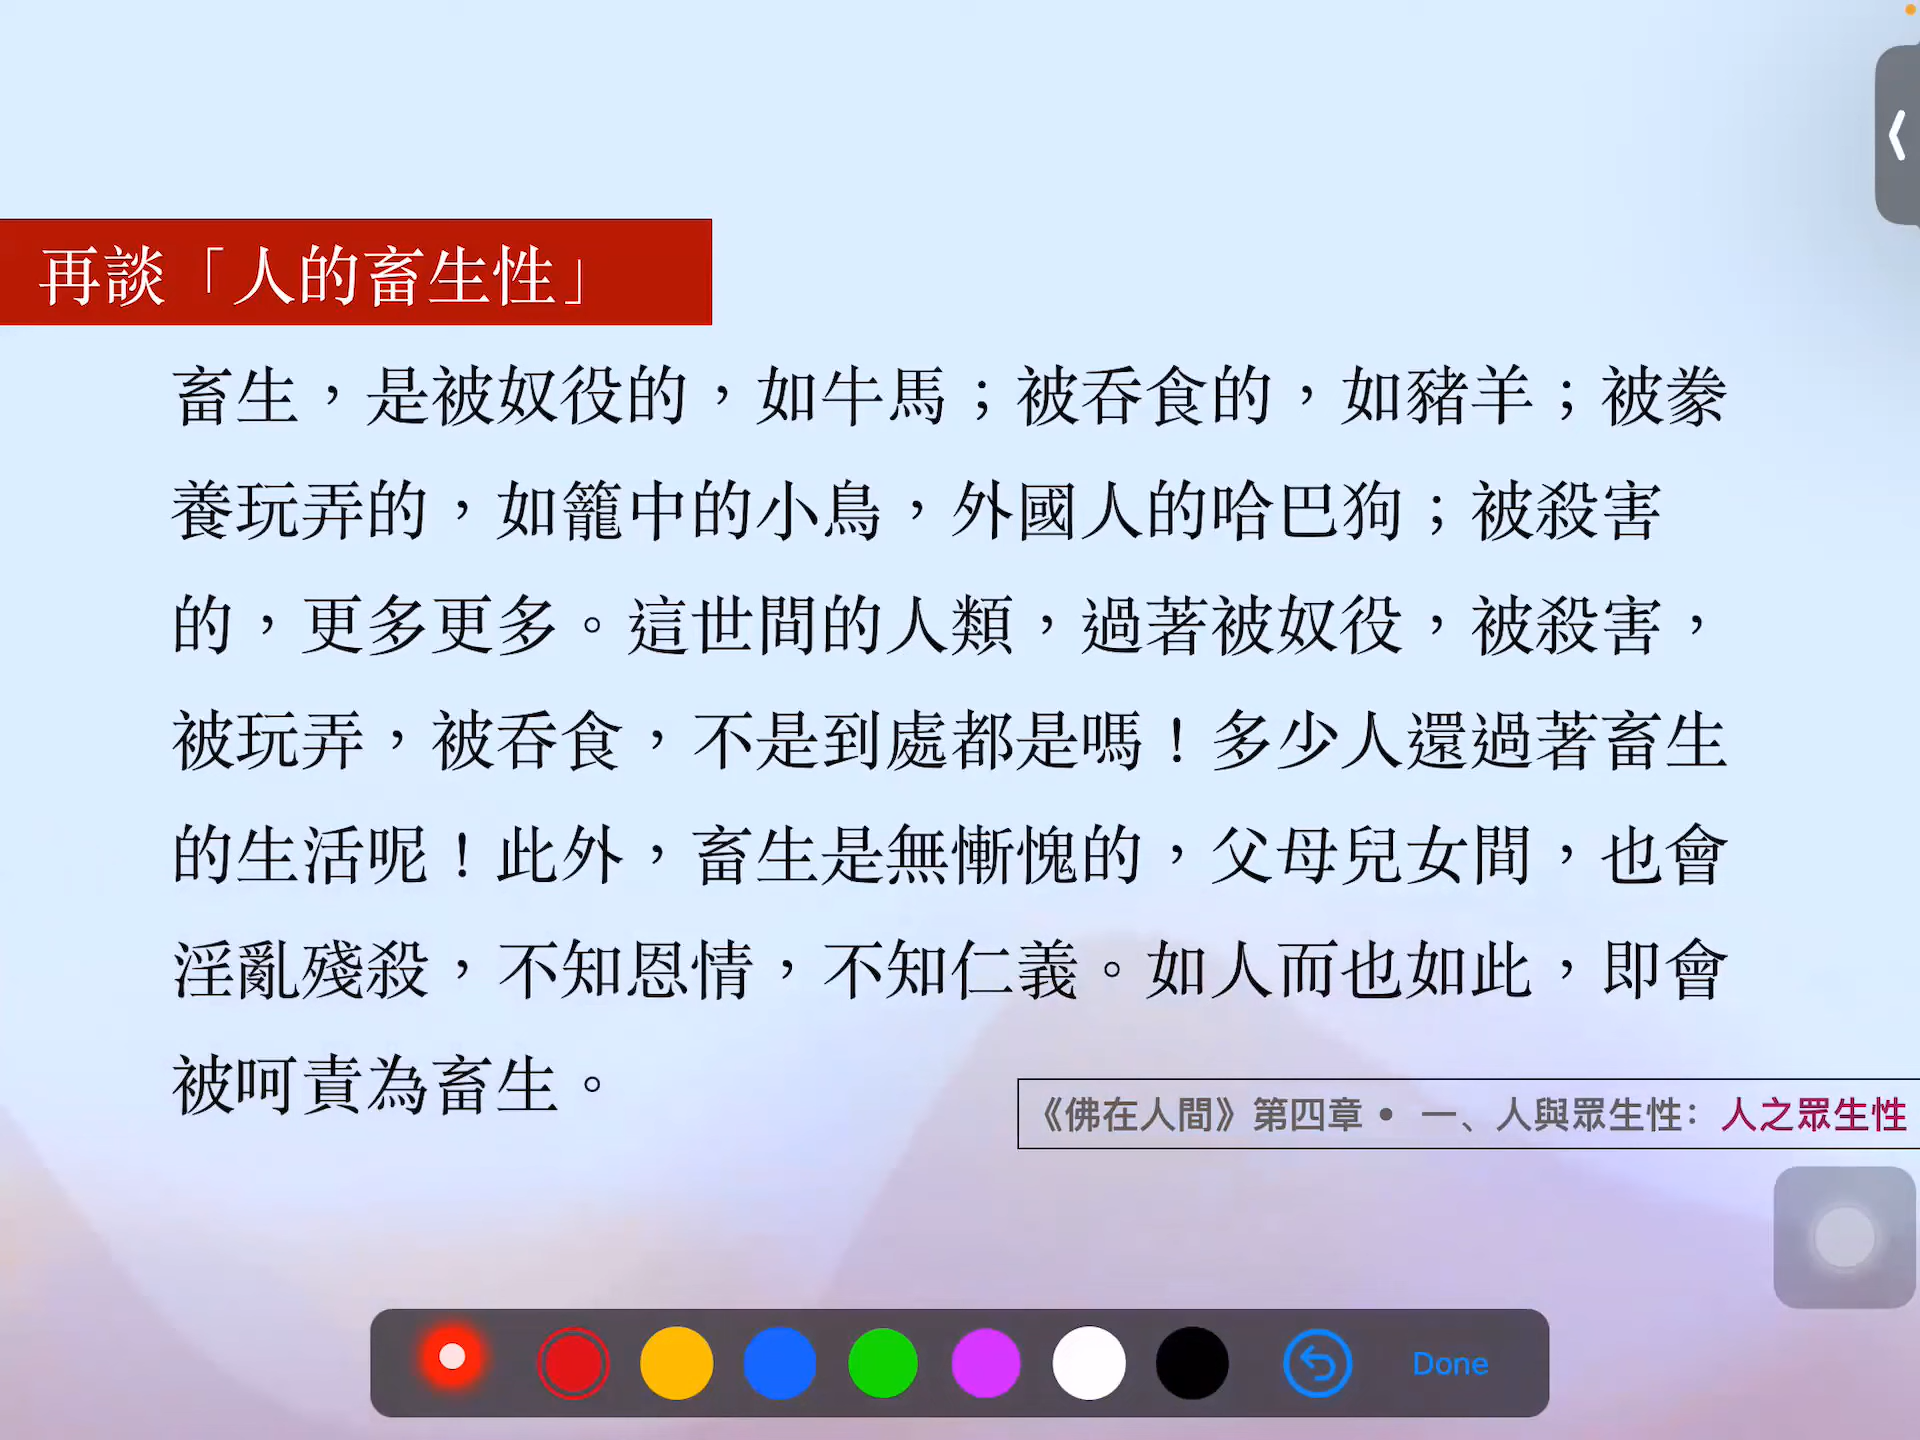 再談「人的畜生性」
畜生，是被奴役的，如牛馬；被吞食的，如豬羊；被豢
養玩弄的，如籠中的小鳥，外國人的哈巴狗；被殺害
的，更多更多。這世間的人類，過著被奴役，被殺害，
被玩弄，被吞食，不是到處都是嗎！多少人還過著畜生
的生活呢！此外，畜生是無慚愧的，父母兒女間，也會
淫亂殘殺，不知恩情，不知仁義。如人而也如此，即會
被呵責為畜生。
《佛在人間》第四章• 一、人與眾生性：人之眾生性
Done